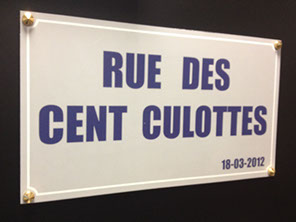 RUE DES
CENT CULOTTES
18-03-2012